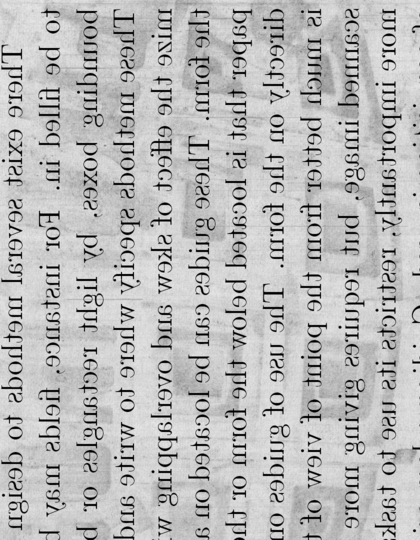 There exist several methods to design
to be filled in. For instance, fields may b
bounding boxes, by light rectangles or b
These methods specify where to write and
mize the effect of skew and overlapping wi
the form. These guides can be located on a
paper that is located below the form or the
directly on the form. The use of guides on
is much better from the point of view of t
scanned image, but requires giving more
more importantly, restricts its use to task